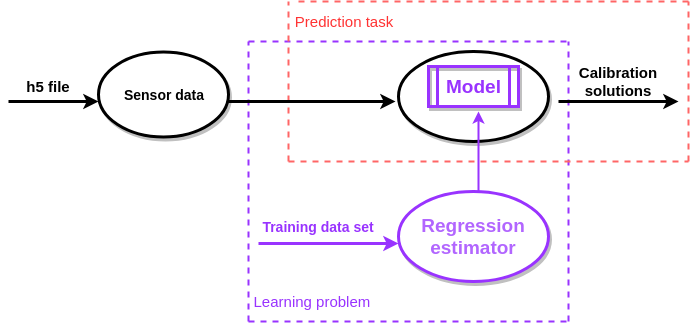 Prediction task
h5 file
Sensor data
Model
Calibration
solutions
Training data set
Regression
estimator
Learning problem